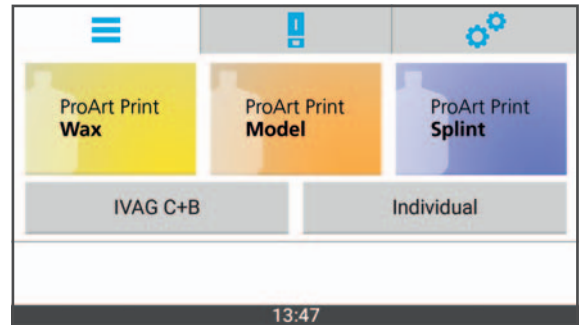 ProArt Print
Wax
ProArt Print
Model
ProArt Print
Splint
IVAG C+B
Individual
13:47